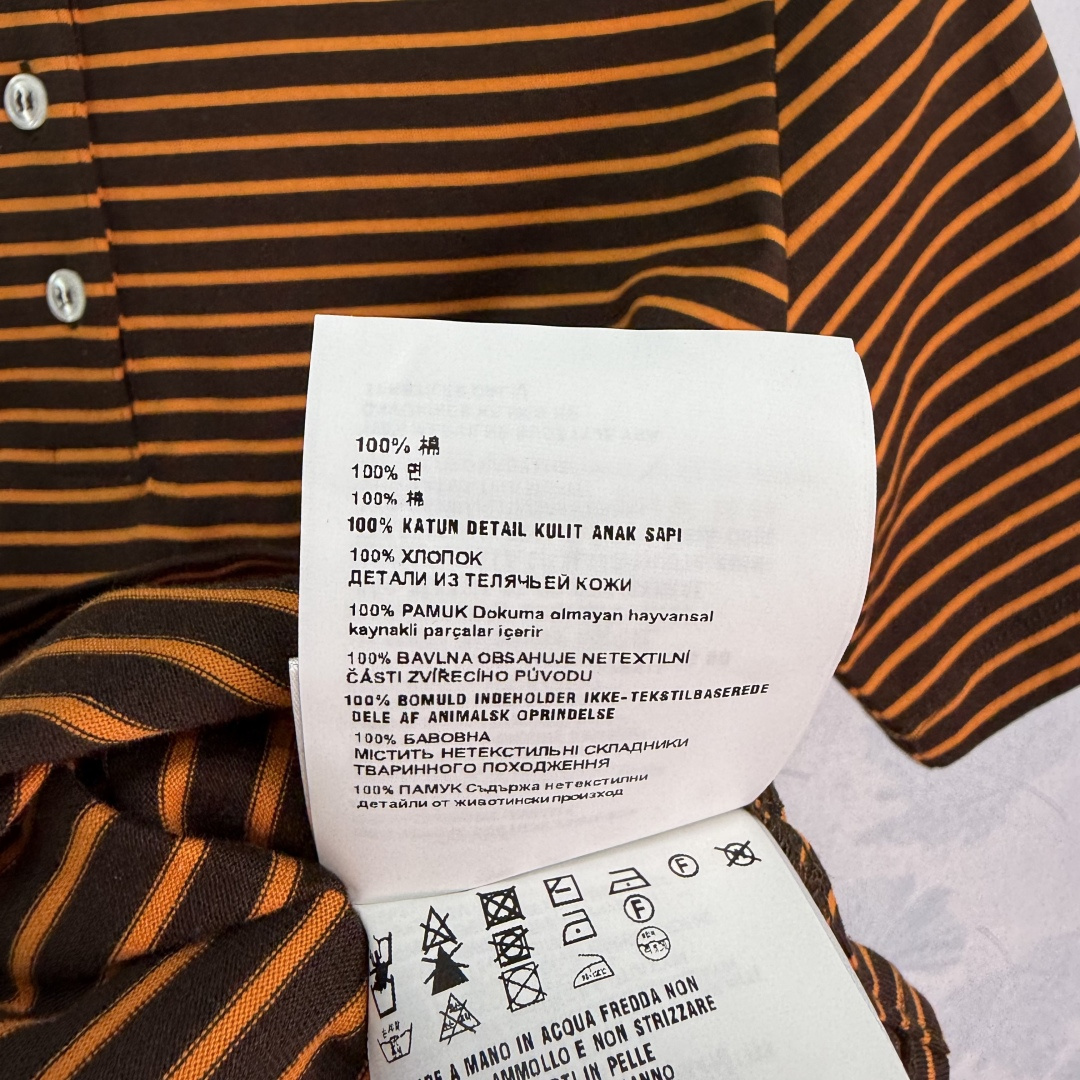 100% 棉
100% 면
100% 棉
100% KATUN DETAIL KULIT ANAK SAPI
100% ХЛОПОК
ДЕТАЛИ ИЗ ТЕЛЯЧЬЕЙ КОЖИ
100% PAMUK Dokuma olmayan hayvansal
kaynakli parçalar içerir
100% BAVLNA OBSAHUJE NETEXTILNÍ
ČÁSTI ZVÍŘECÍHO PŮVODU
100% BOMULD INDEHOLDER IKKE-TEKSTILBASEREDE
DELE AF ANIMALSK OPRINDELSE
100% БАВОВНА
МІСТИТЬ НЕТЕКСТИЛЬНІ СКЛАДНИКИ
ТВАРИННОГО ПОХОДЖЕННЯ
100% ПАМУК Съдържа нетекстилни
детайли от животински произход
F
F
A MANO IN ACQUA FREDDA NON
AMMOLLO E NON STRIZZARE
IN PELLE